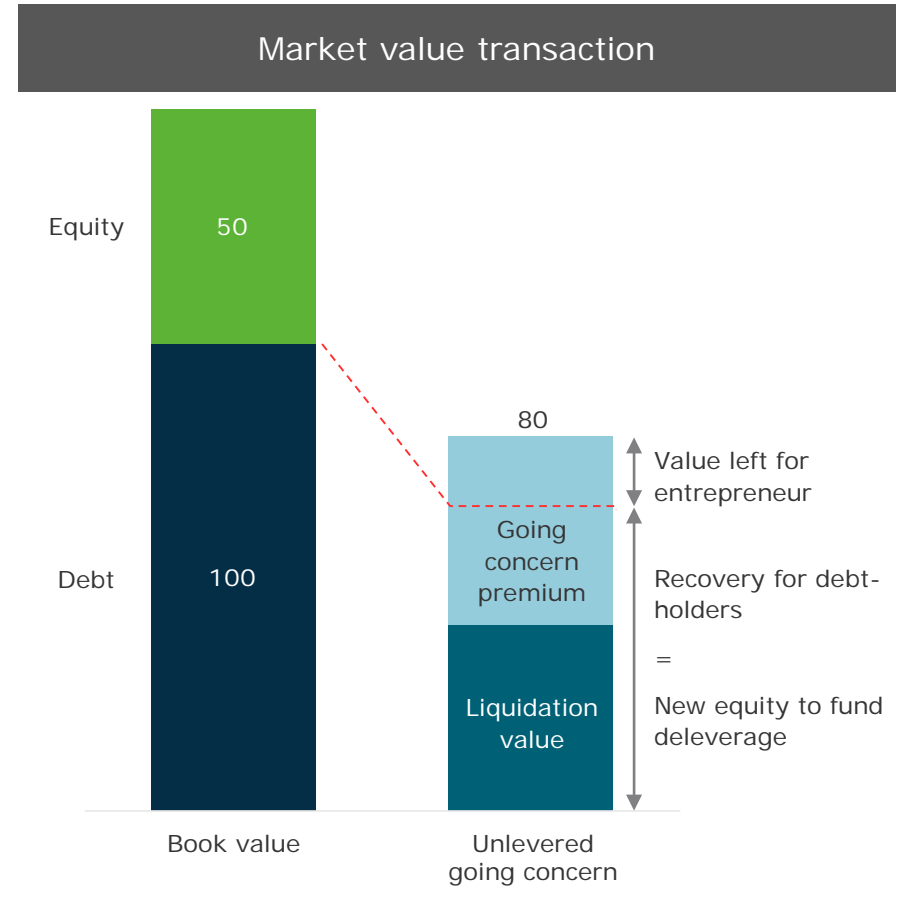 Market value transaction
Equity
50
80
Value left for
entrepreneur
Going
concern
premium
Debt
100
Recovery for debt-
holders
=
New equity to fund
deleverage
Liquidation
value
Book value
Unlevered
going concern